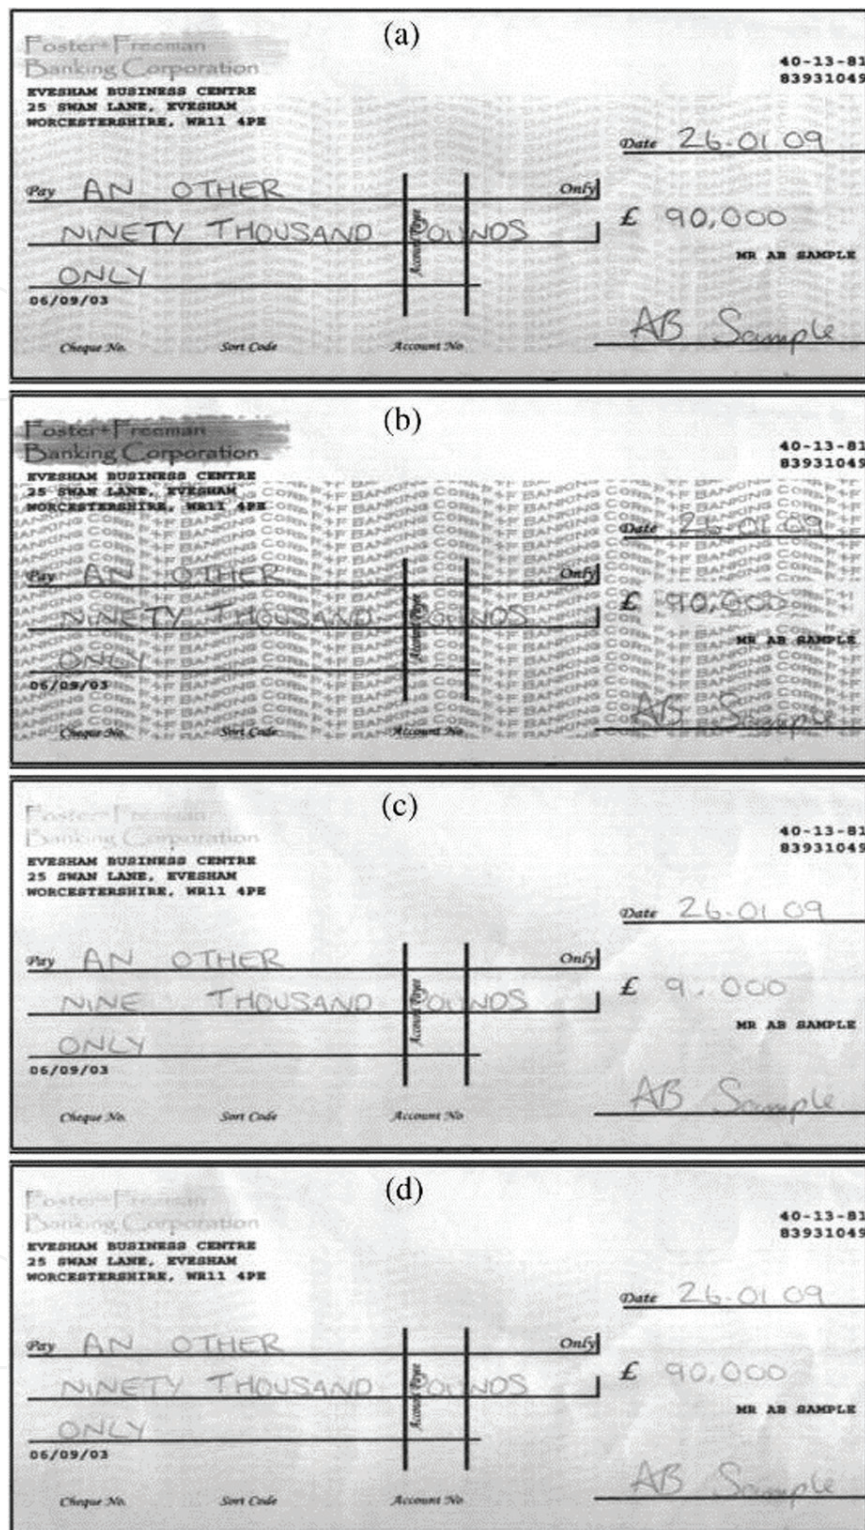 (a)
Foster+Freeman
Banking Corporation
EVESHAM BUSINESS CENTRE
25 SWAN LANE, EVESHAM
WORCESTERSHIRE, WR11 4PE
40-13-81
83931049
Date 26-01 09
Pay AN OTHER Only
NINETY THOUSAND POUNDS
£ 90,000
Account Payee
MR AB SAMPLE
ONLY
06/09/03
AB Sample
Cheque No. Sort Code Account No
(b)
Foster+Freeman
Banking Corporation
EVESHAM BUSINESS CENTRE
25 SWAN LANE, EVESHAM
WORCESTERSHIRE, WR11 4PE
40-13-81
83931049
Date 26-01 09
Pay AN OTHER Only
NINETY THOUSAND POUNDS
£ 90,000
Account Payee
MR AB SAMPLE
ONLY
06/09/03
AB Sample
Cheque No. Sort Code Account No
(c)
Foster+Freeman
Banking Corporation
EVESHAM BUSINESS CENTRE
25 SWAN LANE, EVESHAM
WORCESTERSHIRE, WR11 4PE
40-13-81
83931049
Date 26-01 09
Pay AN OTHER Only
NINE THOUSAND POUNDS
£ 9. 000
Account Payee
MR AB SAMPLE
ONLY
06/09/03
AB Sample
Cheque No. Sort Code Account No
(d)
Foster+Freeman
Banking Corporation
EVESHAM BUSINESS CENTRE
25 SWAN LANE, EVESHAM
WORCESTERSHIRE, WR11 4PE
40-13-81
83931049
Date 26-01 09
Pay AN OTHER Only
NINETY THOUSAND POUNDS
£ 90,000
Account Payee
MR AB SAMPLE
ONLY
06/09/03
AB Sample
Cheque No. Sort Code Account No